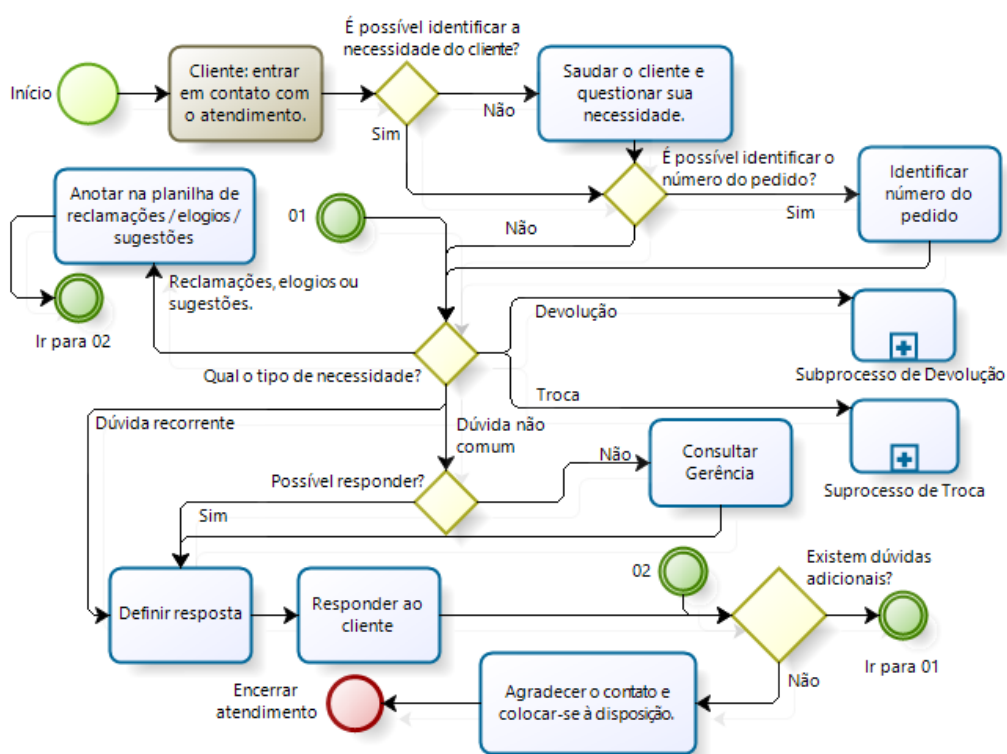 É possível identificar a
necessidade do cliente?
Início
Cliente: entrar
em contato com
o atendimento.
Não
Sim
Saudar o cliente e
questionar sua
necessidade.
É possível identificar o
número do pedido?
Sim
Não
Identificar
número do
pedido
Anotar na planilha de
reclamações / elogios /
sugestões
01
Reclamações, elogios ou
sugestões.
Ir para 02
Devolução
Subprocesso de Devolução
Qual o tipo de necessidade?
Troca
Suprocesso de Troca
Dúvida recorrente
Dúvida não
comum
Possível responder?
Não
Sim
Consultar
Gerência
Definir resposta
Responder ao
cliente
02
Existem dúvidas
adicionais?
Ir para 01
Não
Agradecer o contato e
colocar-se à disposição.
Encerrar
atendimento